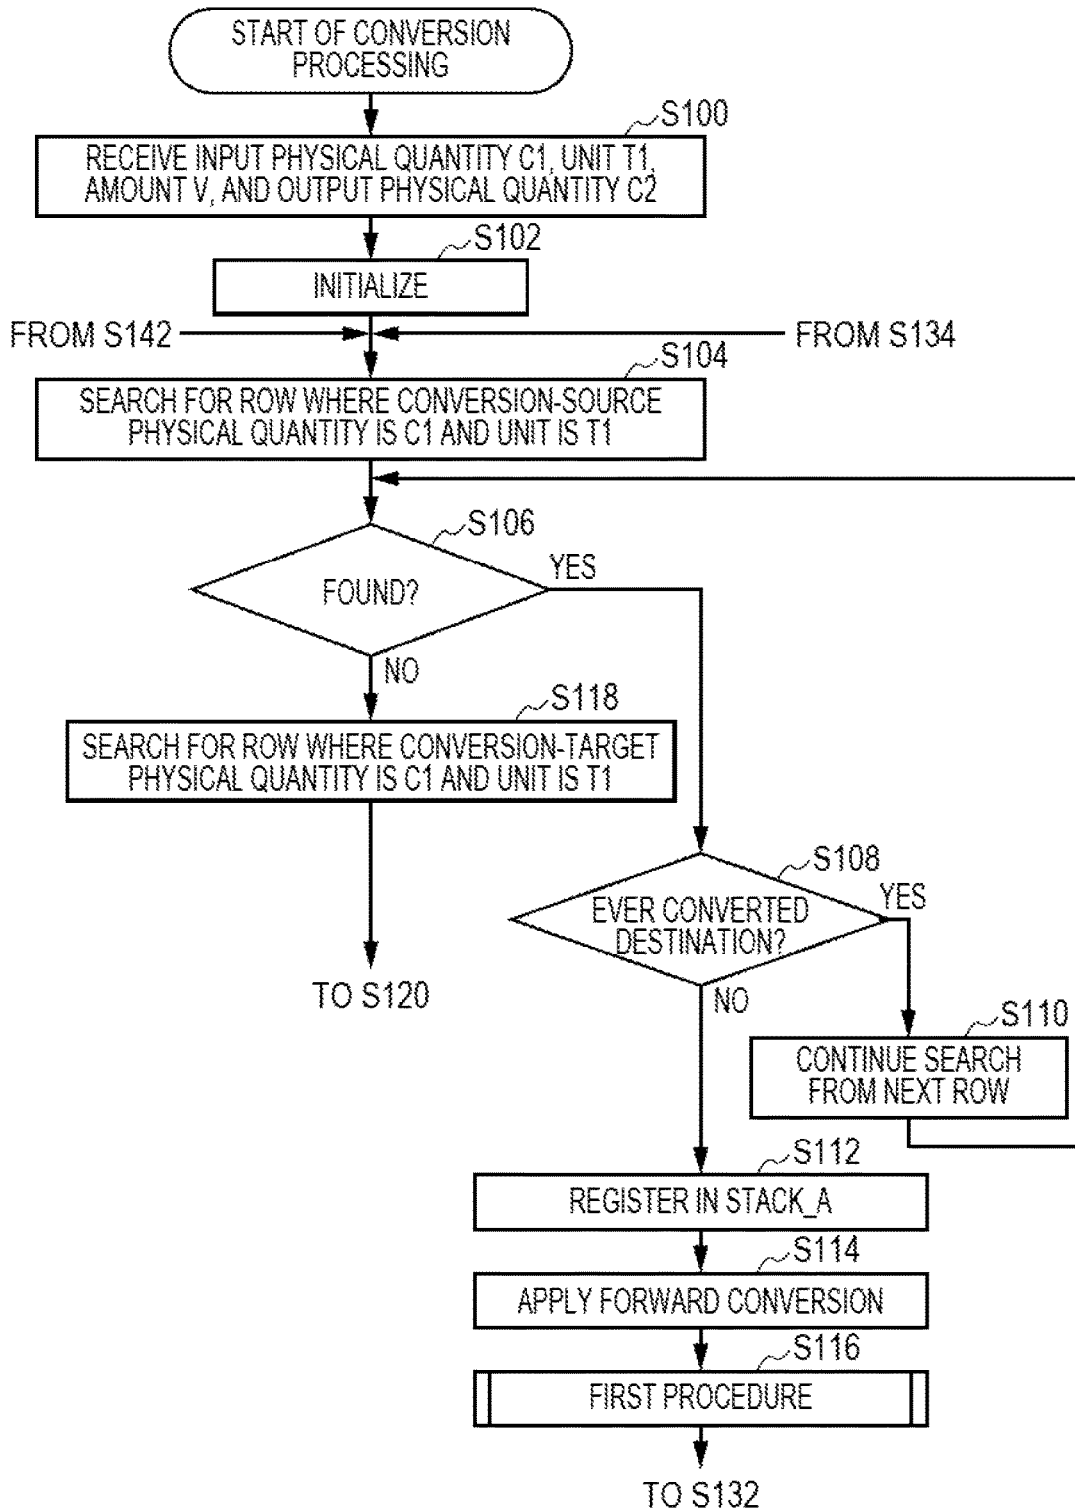 START OF CONVERSION
PROCESSING
S100
RECEIVE INPUT PHYSICAL QUANTITY C1, UNIT T1,
AMOUNT V, AND OUTPUT PHYSICAL QUANTITY C2
S102
INITIALIZE
FROM S142
FROM S134
S104
SEARCH FOR ROW WHERE CONVERSION-SOURCE
PHYSICAL QUANTITY IS C1 AND UNIT IS T1
S106
YES
FOUND?
NO
S118
SEARCH FOR ROW WHERE CONVERSION-TARGET
PHYSICAL QUANTITY IS C1 AND UNIT IS T1
S108
YES
EVER CONVERTED
DESTINATION?
TO S120
NO
S110
CONTINUE SEARCH
FROM NEXT ROW
S112
REGISTER IN STACK_A
S114
APPLY FORWARD CONVERSION
S116
FIRST PROCEDURE
TO S132